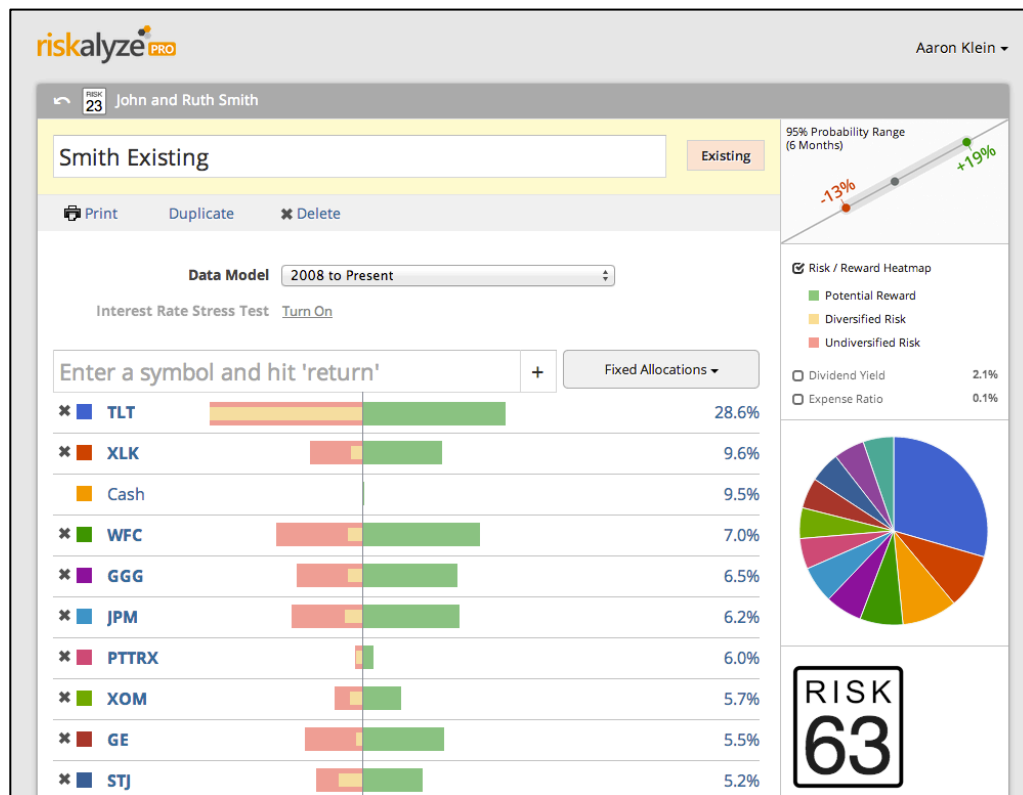 riskalyze PRO
Aaron Klein
RISK 23 John and Ruth Smith
Smith Existing
Existing
Print Duplicate Delete
Data Model 2008 to Present
Interest Rate Stress Test Turn On
Enter a symbol and hit 'return' + Fixed Allocations
TLT 28.6%
XLK 9.6%
Cash 9.5%
WFC 7.0%
GGG 6.5%
JPM 6.2%
PTTRX 6.0%
XOM 5.7%
GE 5.5%
STJ 5.2%
95% Probability Range
(6 Months)
-13%
+19%
Risk / Reward Heatmap
Potential Reward
Diversified Risk
Undiversified Risk
Dividend Yield 2.1%
Expense Ratio 0.1%
RISK
63